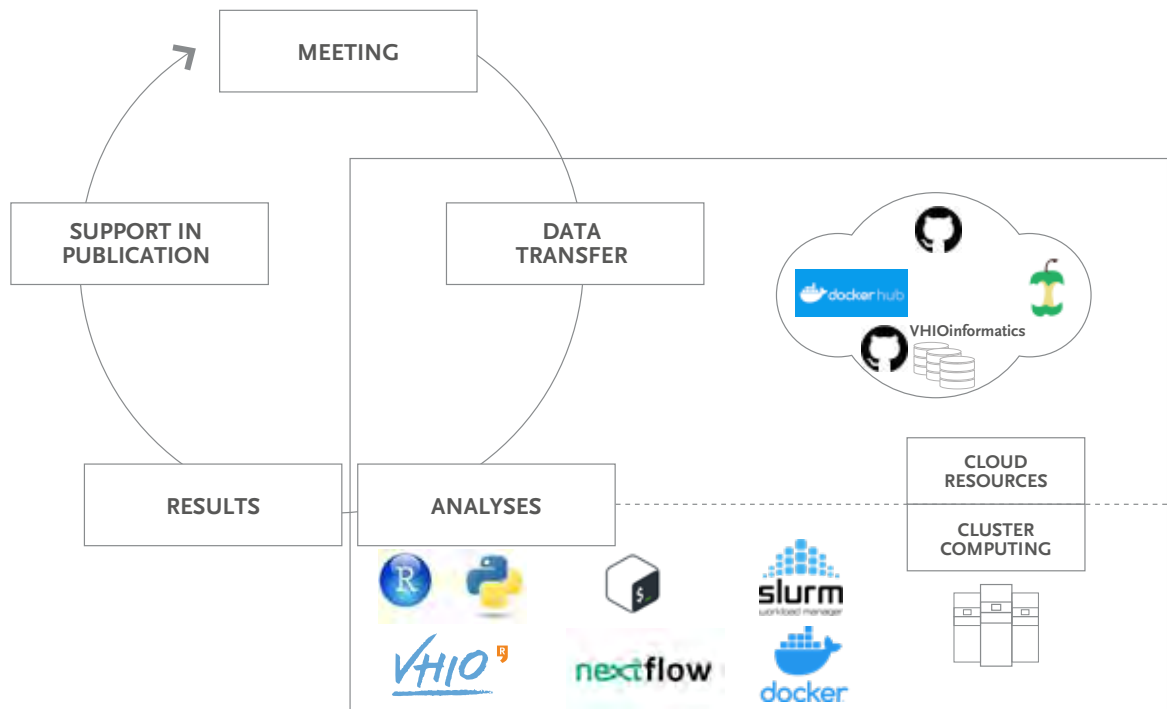 MEETING
SUPPORT IN
PUBLICATION
DATA
TRANSFER
docker hub
VHIOinformatics
RESULTS
ANALYSES
CLOUD
RESOURCES
CLUSTER
COMPUTING
R
$_
slurm
workload manager
VHIO
R
nextflow
docker